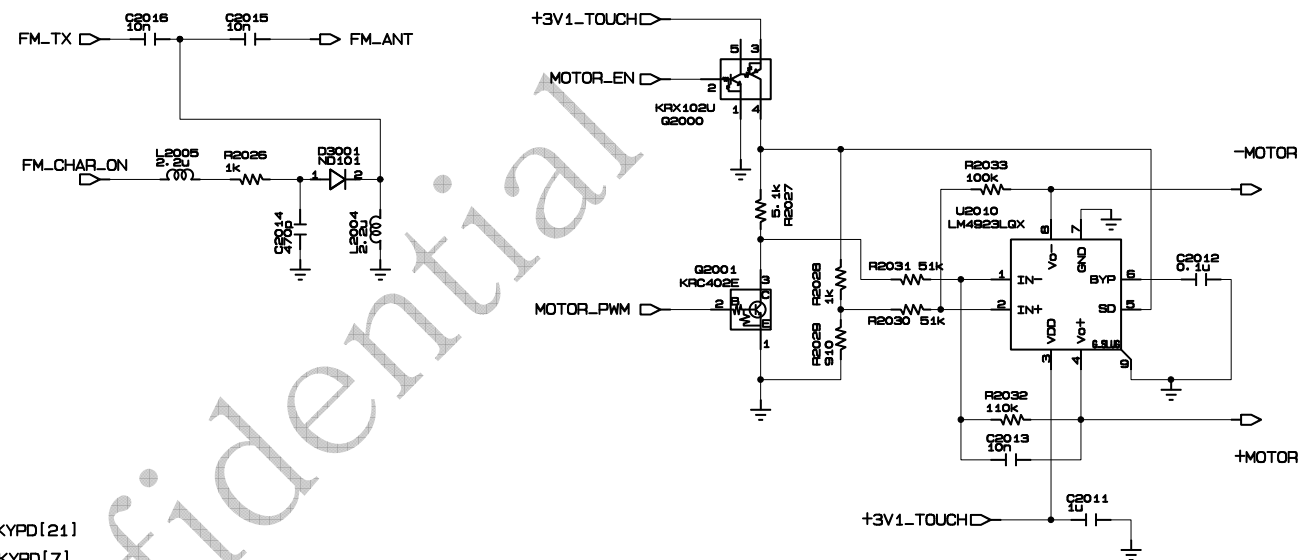 C2016
10n
C2015
10n
FM_TX
FM_ANT
FM_CHAR_ON
L2005
2.2u
R2026
1k
D3001
ND101
1
2
C2014
470p
L2004
2.2u
+3V1_TOUCH
5
3
MOTOR_EN
2
1
4
KRX102U
Q2000
5.1k
R2027
Q2001
KRC402E
3
C
B
E
2
1
MOTOR_PWM
R2028
1k
R2029
910
R2031 51k
R2030 51k
R2033
100k
-MOTOR
U2010
LM4923LQX
8
7
Vo-
GND
1
IN-
2
IN+
BYP
6
SD
5
VDD
Vo+
G_SLUG
3
4
9
C2012
0.1u
R2032
110k
C2013
10n
+MOTOR
+3V1_TOUCH
C2011
1u
KYPD[21]
KYPD[7]
fidential